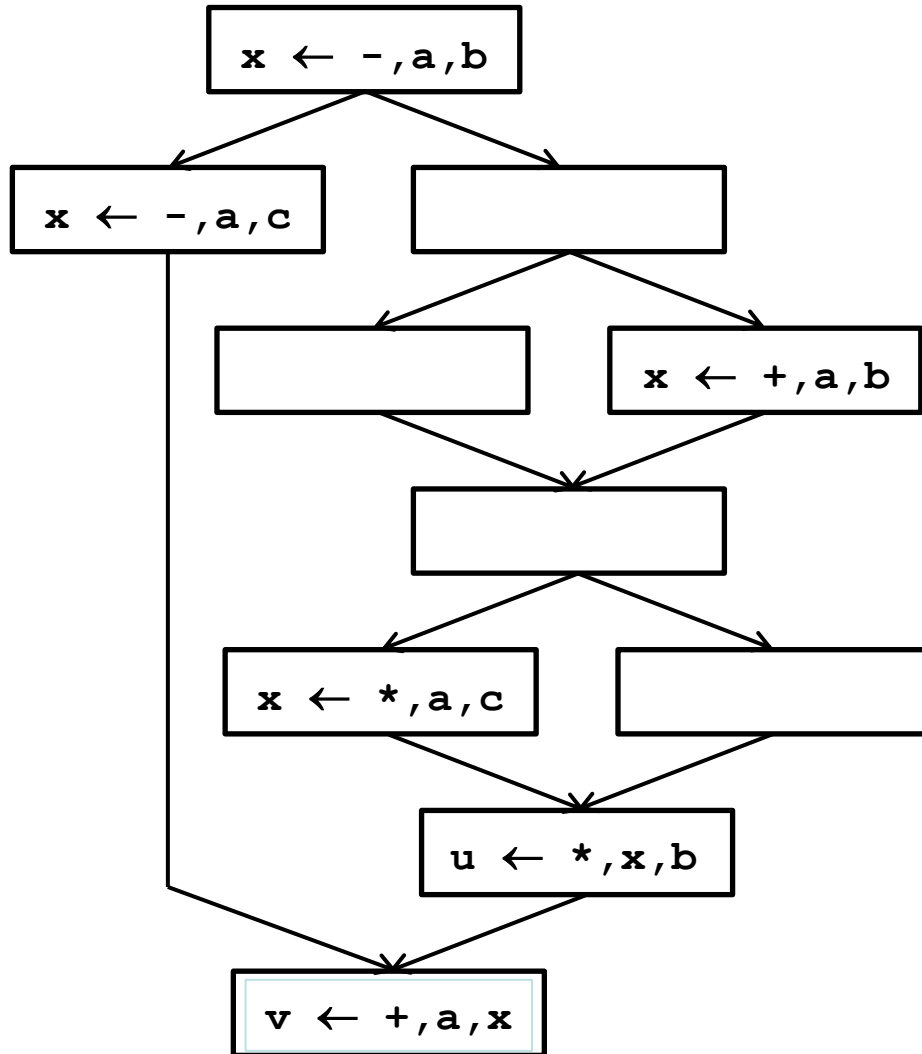 x ← -,a,b
x ← -,a,c
x ← +,a,b
x ← *,a,c
u ← *,x,b
v ← +,a,x